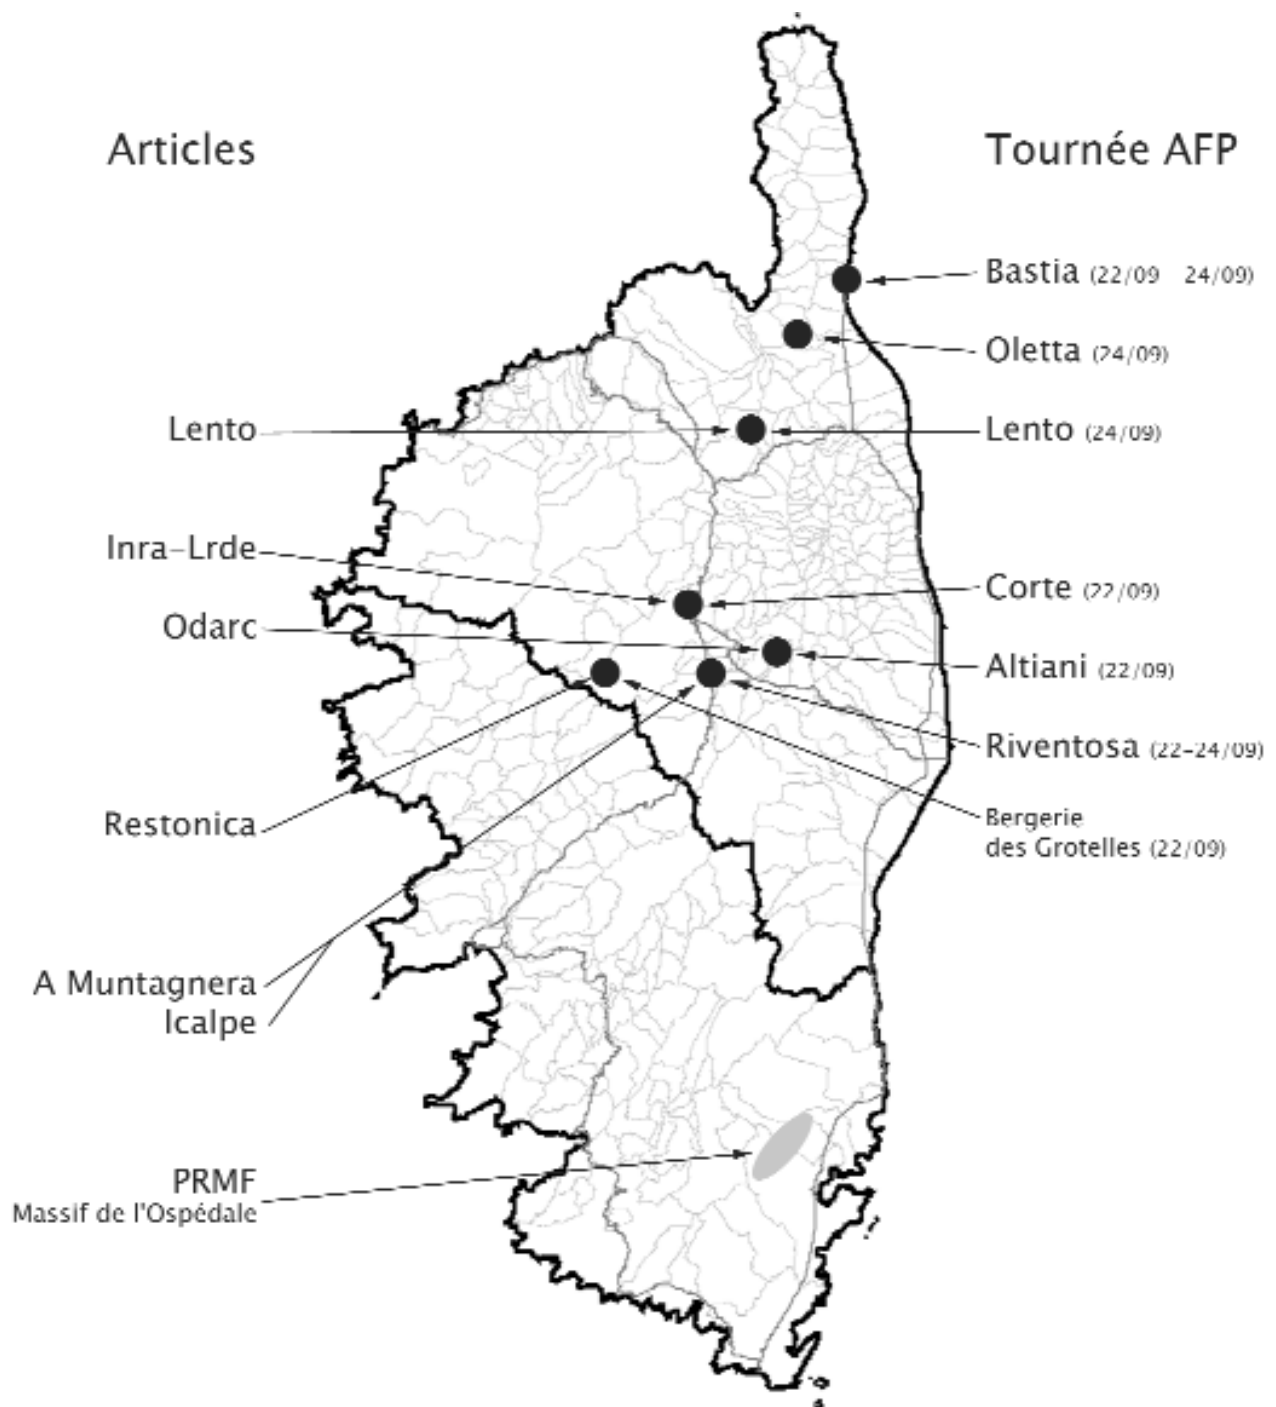 Articles
Tournée AFP
Bastia (22/09 24/09)
Oletta (24/09)
Lento
Lento (24/09)
Inra-Lrde
Corte (22/09)
Odarc
Altiani (22/09)
Riventosa (22-24/09)
Restonica
Bergerie
des Grotelles (22/09)
A Muntagnera
Icalpe
PRMF
Massif de l'Ospédale